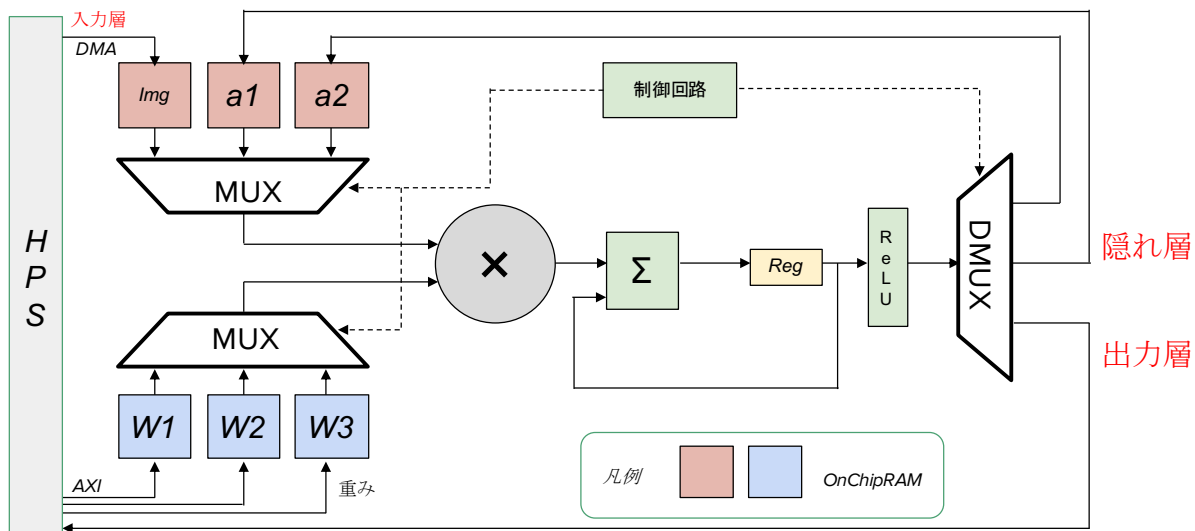 入力層
DMA
Img
a1
a2
制御回路
MUX
H
P
S
×
Σ
Reg
R
e
L
U
DMUX
隠れ層
出力層
MUX
W1
W2
W3
AXI
重み
凡例
OnChipRAM